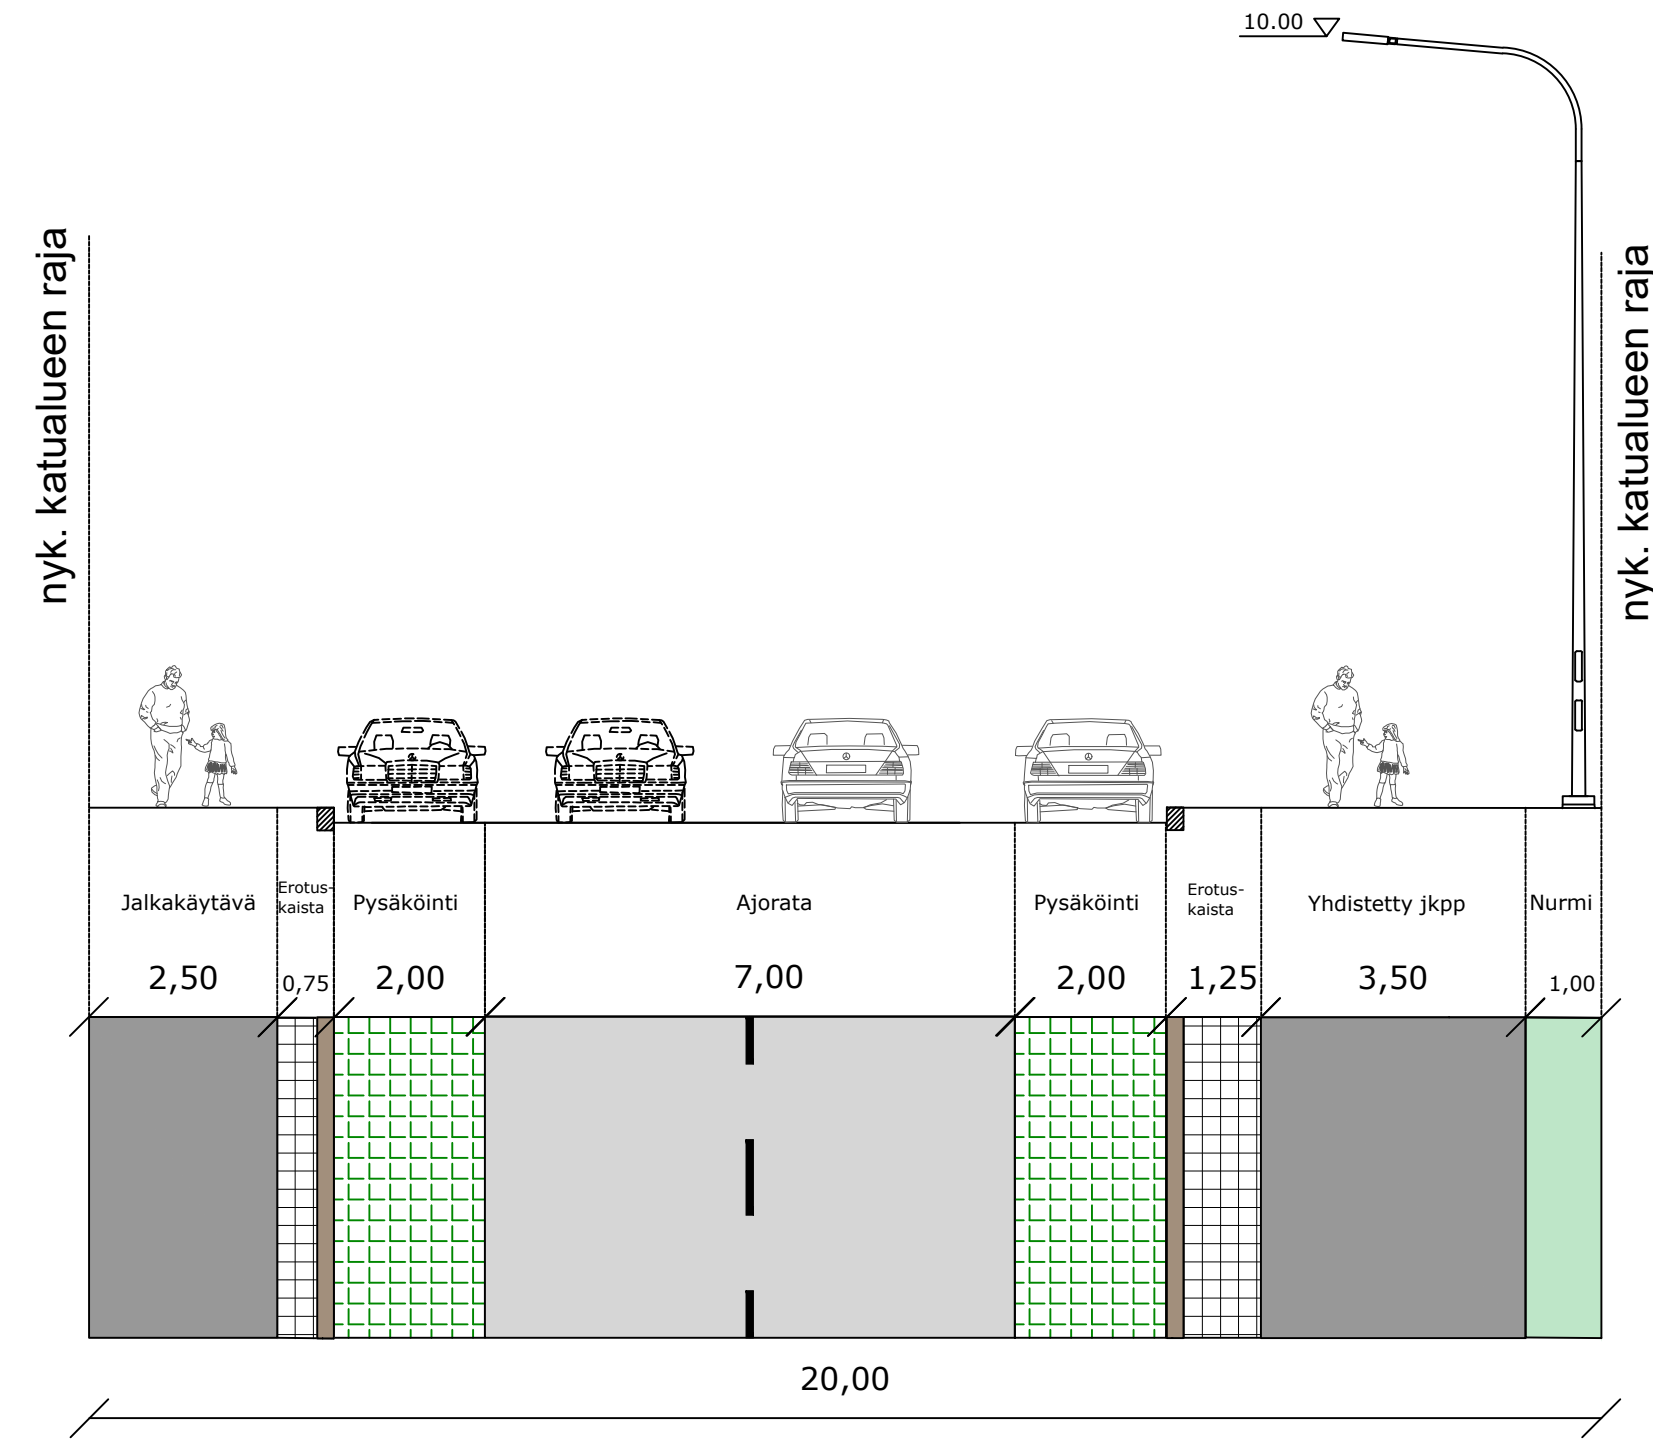 10.00
nyk. katualueen raja
nyk. katualueen raja
Jalkakäytävä
Erotus-
kaista
Pysäköinti
Ajorata
Pysäköinti
Erotus-
kaista
Yhdistetty jkpp
Nurmi
2,50
0,75
2,00
7,00
2,00
1,25
3,50
1,00
20,00